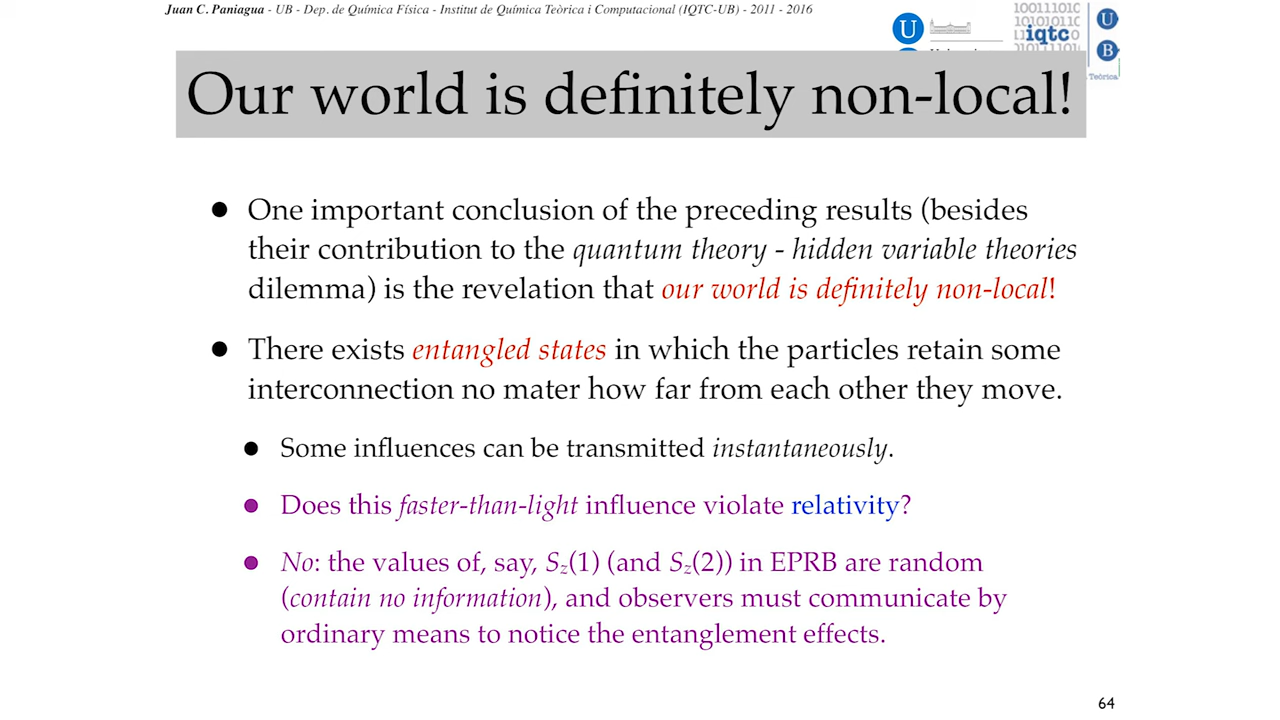 Juan C. Paniagua - UB - Dep. de Química Física - Institut de Química Teòrica i Computacional (IQTC-UB) - 2011 - 2016
U
iqtc
U
B
Teòrica
Our world is definitely non-local!
• One important conclusion of the preceding results (besides
their contribution to the quantum theory - hidden variable theories
dilemma) is the revelation that our world is definitely non-local!
• There exists entangled states in which the particles retain some
interconnection no mater how far from each other they move.
• Some influences can be transmitted instantaneously.
• Does this faster-than-light influence violate relativity?
• No: the values of, say, Sz(1) (and Sz(2)) in EPRB are random
(contain no information), and observers must communicate by
ordinary means to notice the entanglement effects.
64